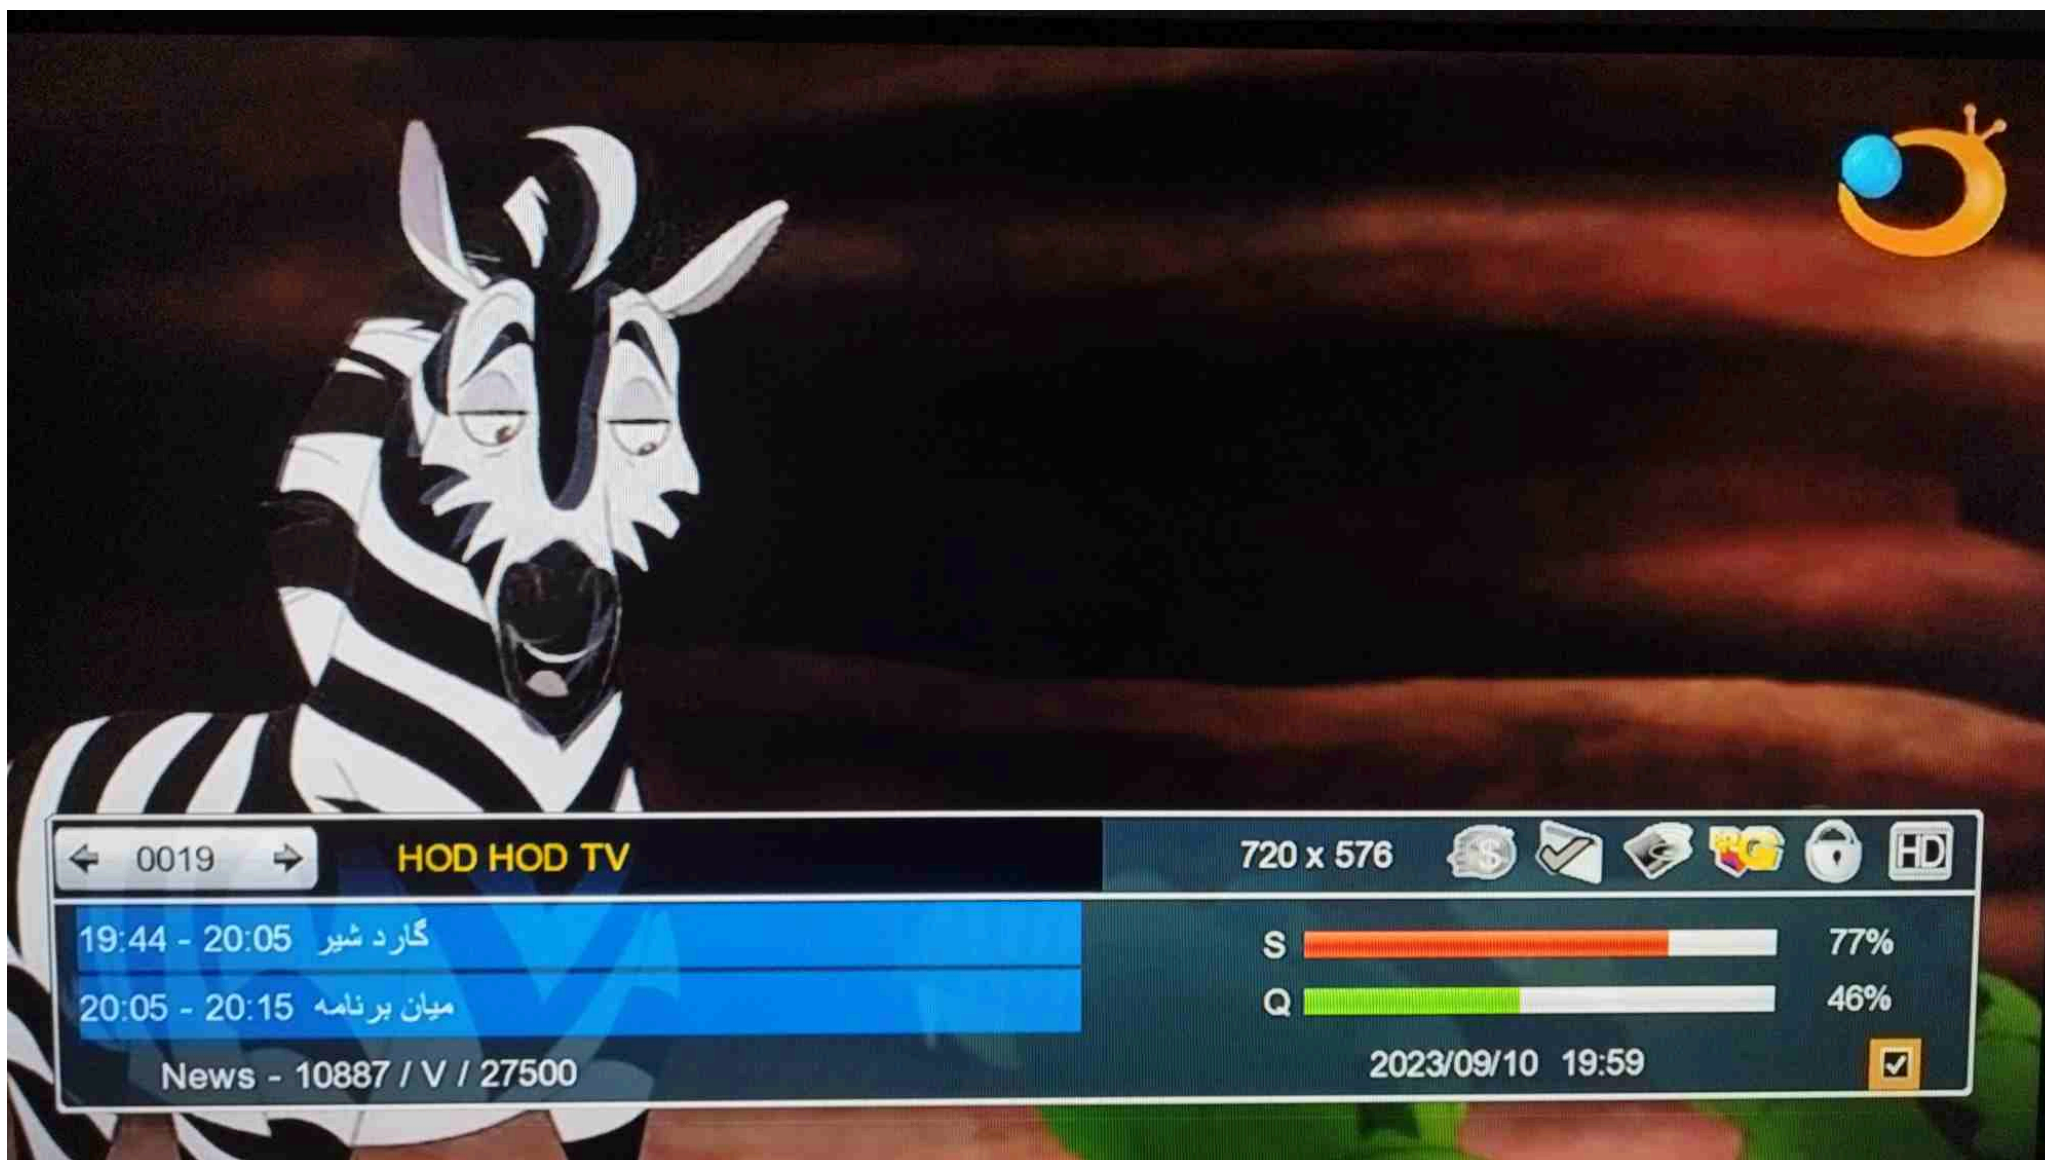 0019 HOD HOD TV 720 x 576 HD
19:44 - 20:05 گارد شیر
S 77%
20:05 - 20:15 میان برنامه
Q 46%
News - 10887 / V / 27500
2023/09/10 19:59